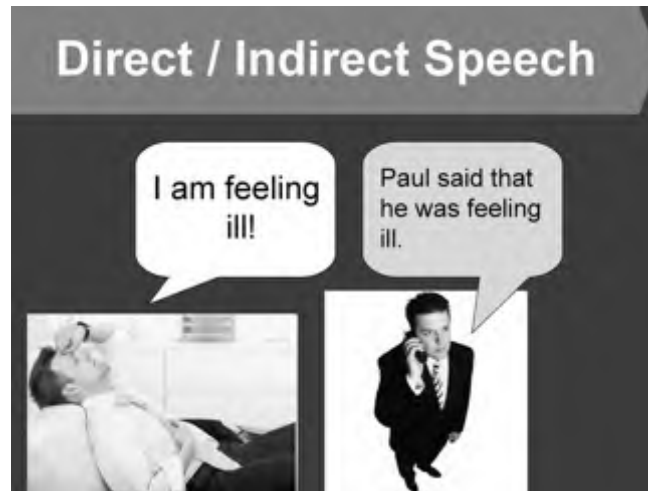 Direct / Indirect Speech
I am feeling
ill!
Paul said that
he was feeling
ill.